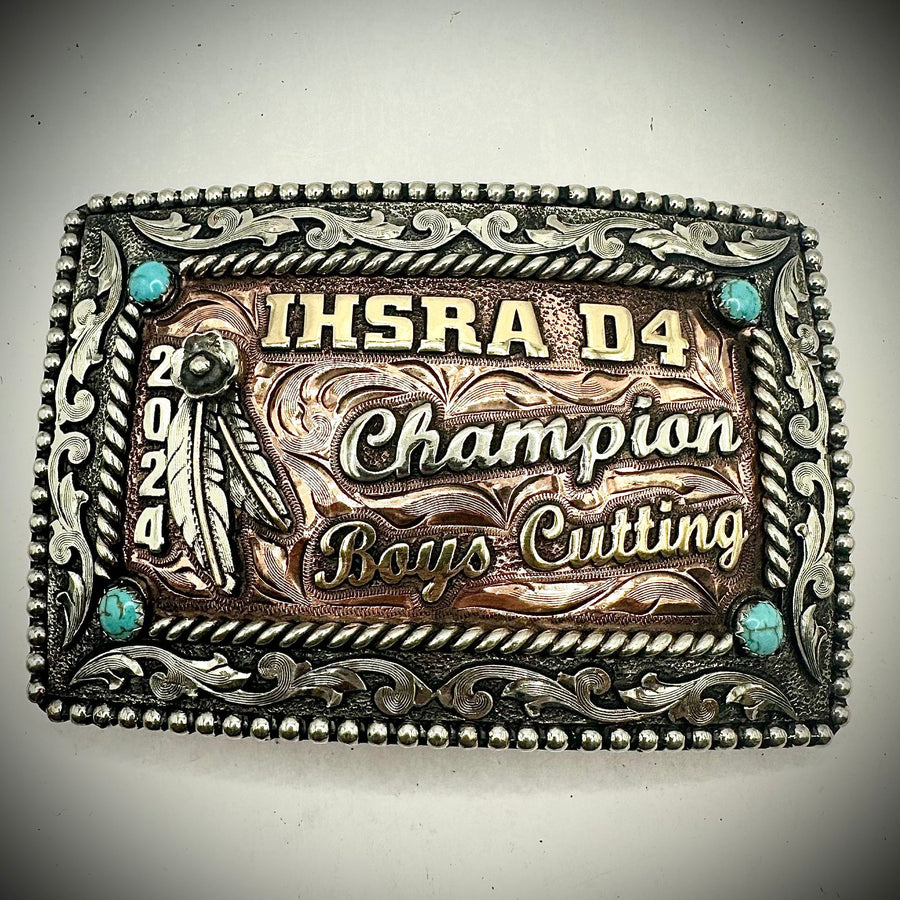 IHSRA D4
2024
Champion
Boys Cutting